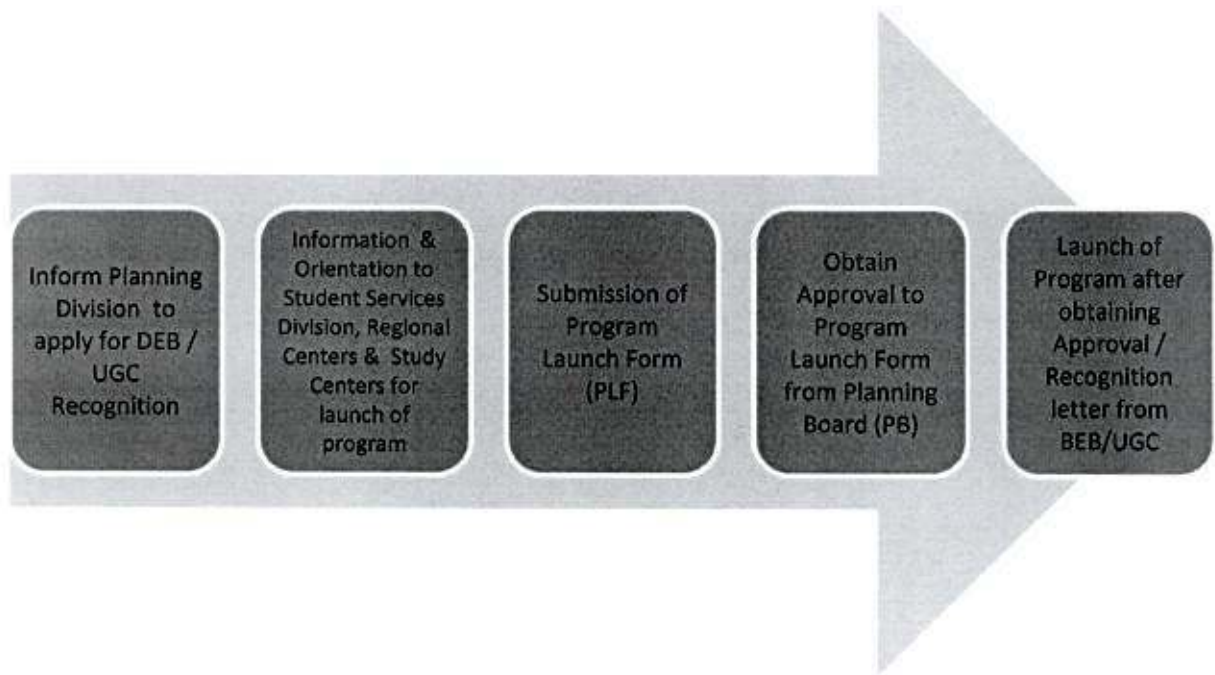 Inform Planning
Division to
apply for DEB /
UGC
Recognition
Information &
Orientation to
Student Services
Division, Regional
Centers & Study
Centers for
launch of
program
Submission of
Program
Launch Form
(PLF)
Obtain
Approval to
Program
Launch Form
from Planning
Board (PB)
Launch of
Program after
obtaining
Approval /
Recognition
letter from
BEB/UGC